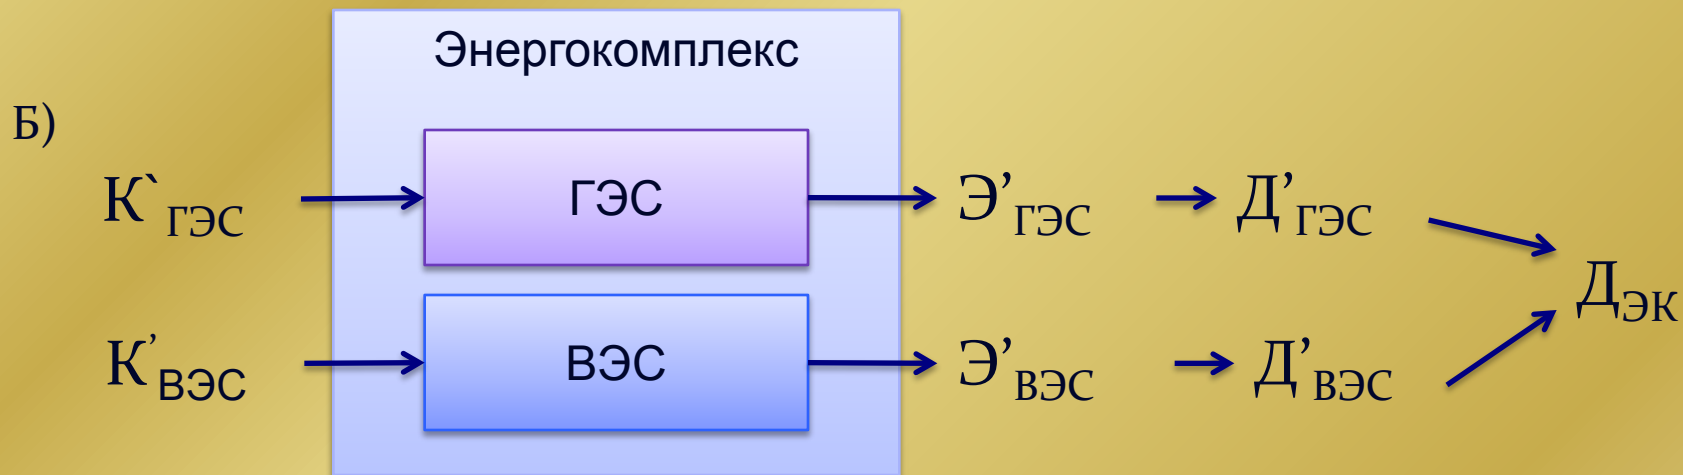 Энергокомплекс
Б)
К`ГЭС ГЭС Э’ГЭС Д’ГЭС
ДЭК
К’ВЭС ВЭС Э’ВЭС Д’ВЭС